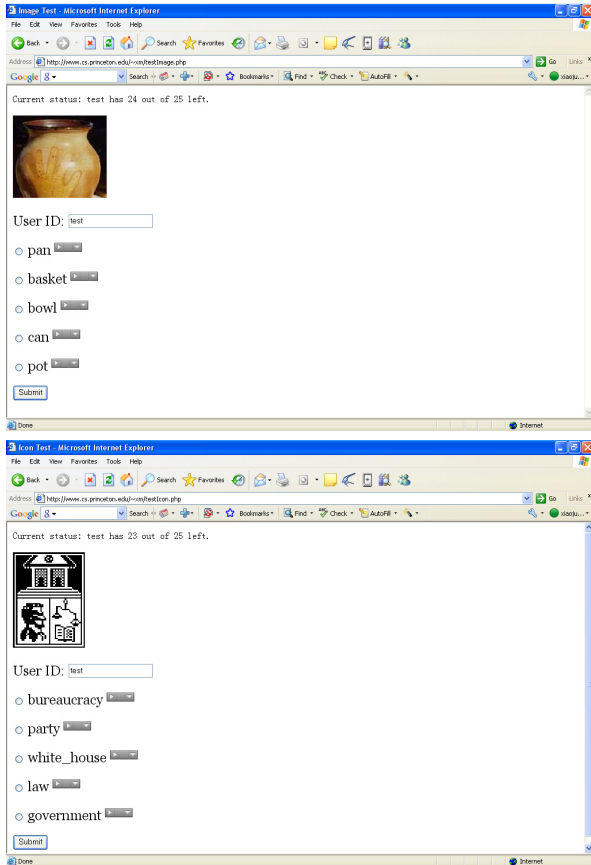 Image Test - Microsoft Internet Explorer
File Edit View Favorites Tools Help
Back Search Favorites
Address http://www.cs.princeton.edu/~xm/testImage.php Go Links
Google Search Bookmarks Find Check AutoFill xiaoju...
Current status: test has 24 out of 25 left.
User ID: test
pan
basket
bowl
can
pot
Submit
Done Internet
Icon Test - Microsoft Internet Explorer
File Edit View Favorites Tools Help
Back Search Favorites
Address http://www.cs.princeton.edu/~xm/testIcon.php Go Links
Google Search Bookmarks Find Check AutoFill xiaoju...
Current status: test has 23 out of 25 left.
User ID: test
bureaucracy
party
white_house
law
government
Submit
Done Internet